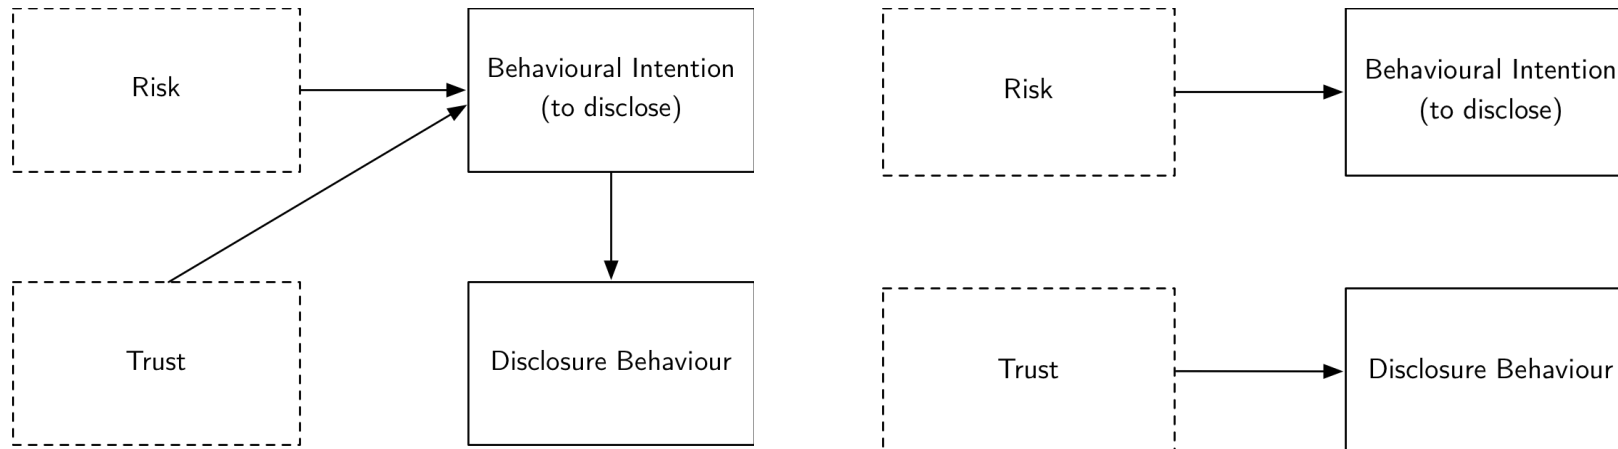 Risk
Behavioural Intention
(to disclose)
Trust
Disclosure Behaviour
Risk
Behavioural Intention
(to disclose)
Trust
Disclosure Behaviour